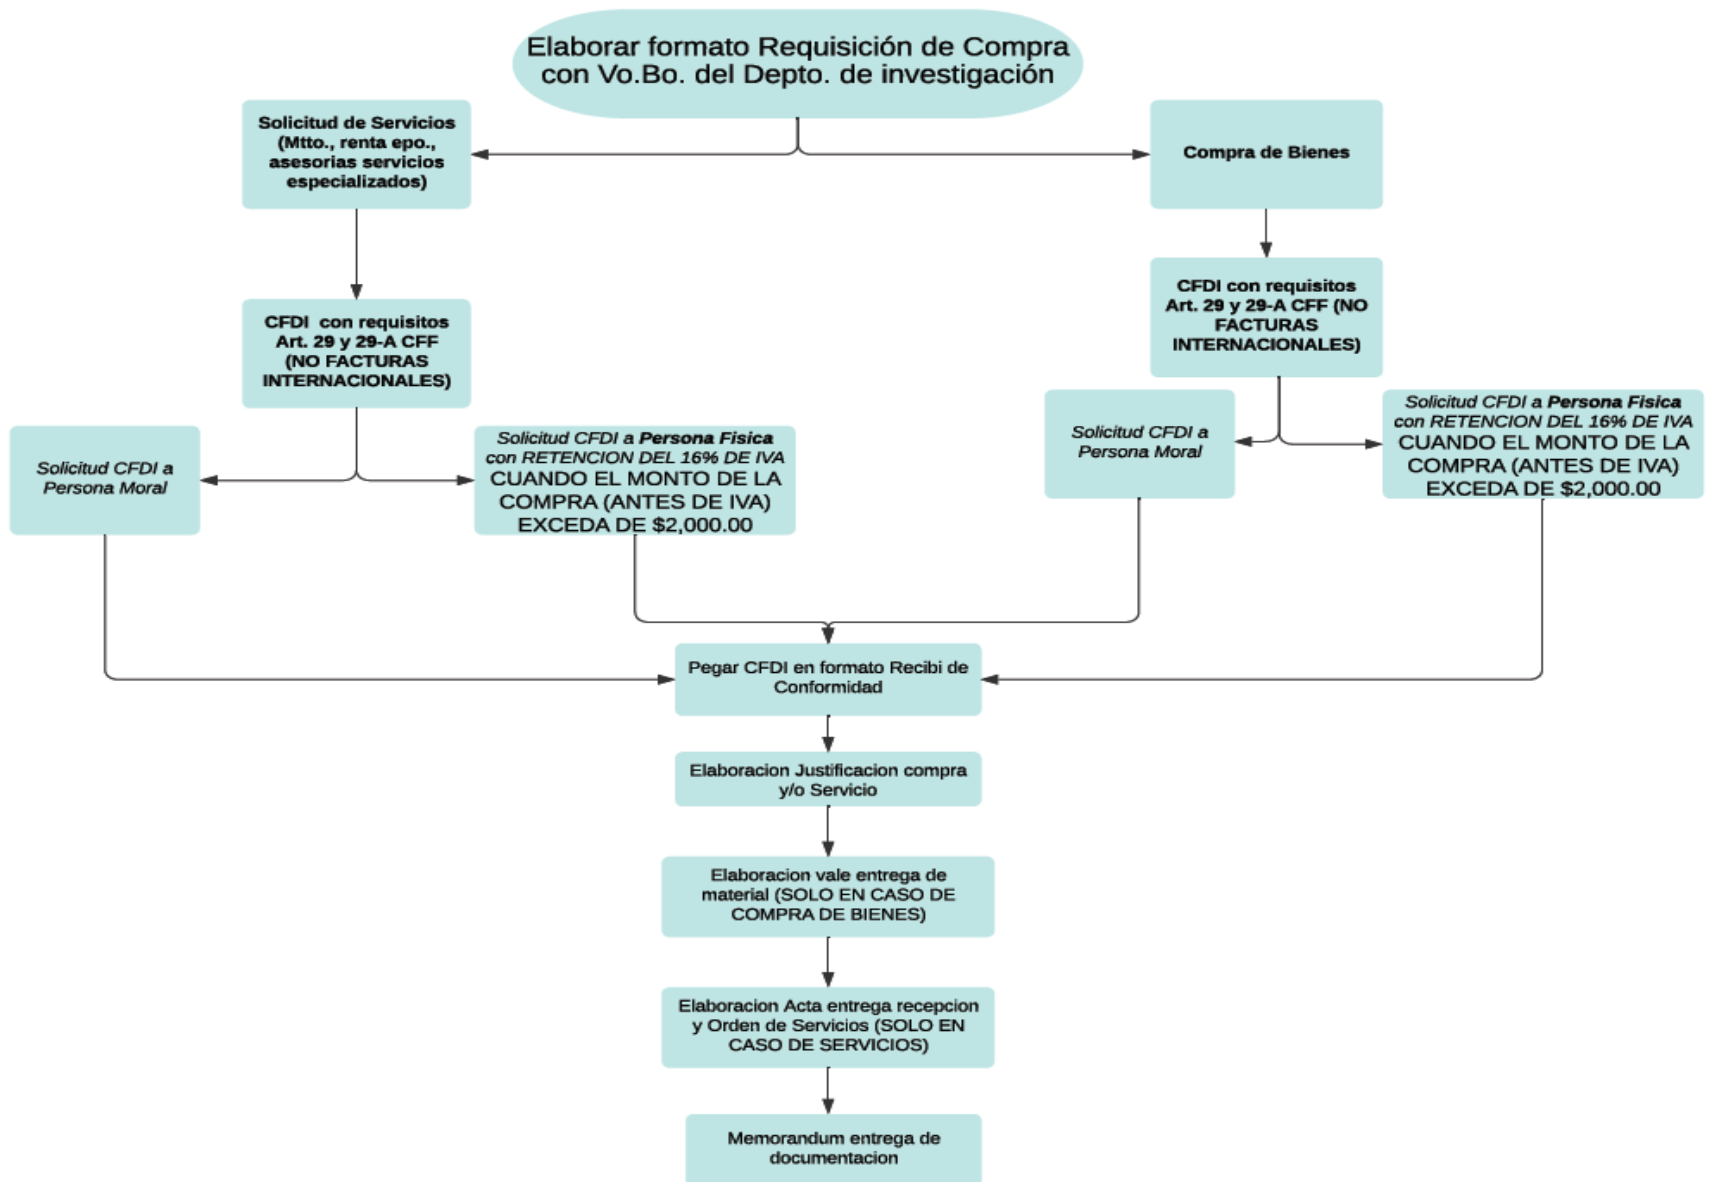 Elaborar formato Requisición de Compra
con Vo.Bo. del Depto. de investigación
Solicitud de Servicios
(Mtto., renta epo.,
asesorias servicios
especializados)
Compra de Bienes
CFDI con requisitos
Art. 29 y 29-A CFF
(NO FACTURAS
INTERNACIONALES)
CFDI con requisitos
Art. 29 y 29-A CFF (NO
FACTURAS
INTERNACIONALES)
Solicitud CFDI a
Persona Moral
Solicitud CFDI a Persona Fisica
con RETENCION DEL 16% DE IVA
CUANDO EL MONTO DE LA
COMPRA (ANTES DE IVA)
EXCEDA DE $2,000.00
Solicitud CFDI a
Persona Moral
Solicitud CFDI a Persona Fisica
con RETENCION DEL 16% DE IVA
CUANDO EL MONTO DE LA
COMPRA (ANTES DE IVA)
EXCEDA DE $2,000.00
Pegar CFDI en formato Recibi de
Conformidad
Elaboracion Justificacion compra
y/o Servicio
Elaboracion vale entrega de
material (SOLO EN CASO DE
COMPRA DE BIENES)
Elaboracion Acta entrega recepcion
y Orden de Servicios (SOLO EN
CASO DE SERVICIOS)
Memorandum entrega de
documentacion